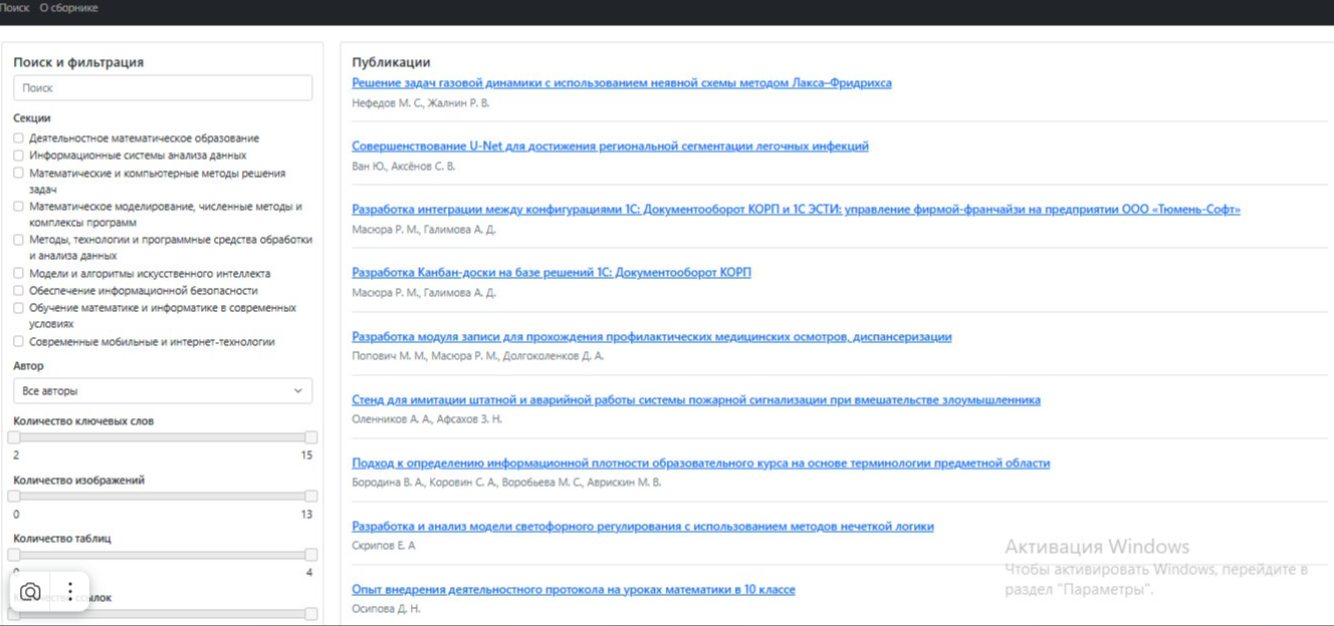 Поиск О сборнике
Поиск и фильтрация
Поиск
Секции
Деятельностное математическое образование
Информационные системы анализа данных
Математические и компьютерные методы решения
задач
Математическое моделирование, численные методы и
комплексы программ
Методы, технологии и программные средства обработки
и анализа данных
Модели и алгоритмы искусственного интеллекта
Обеспечение информационной безопасности
Обучение математике и информатике в современных
условиях
Современные мобильные и интернет-технологии
Автор
Все авторы
Количество ключевых слов
2 15
Количество изображений
0 13
Количество таблиц
4
Публикации
Решение задач газовой динамики с использованием неявной схемы методом Лакса–Фридрихса
Нефедов М. С., Жалнин Р. В.
Совершенствование U-Net для достижения региональной сегментации легочных инфекций
Ван Ю., Аксёнов С. В.
Разработка интеграции между конфигурациями 1С: Документооборот КОРП и 1С ЭСТИ: управление фирмой-франчайзи на предприятии ООО «Тюмень-Софт»
Масюра Р. М., Галимова А. Д.
Разработка Канбан-доски на базе решений 1С: Документооборот КОРП
Масюра Р. М., Галимова А. Д.
Разработка модуля записи для прохождения профилактических медицинских осмотров, диспансеризации
Попович М. М., Масюра Р. М., Долгоколенков Д. А.
Стенд для имитации штатной и аварийной работы системы пожарной сигнализации при вмешательстве злоумышленника
Оленников А. А., Афсахов З. Н.
Подход к определению информационной плотности образовательного курса на основе терминологии предметной области
Бородина В. А., Коровин С. А., Воробьева М. С., Аврискин М. В.
Разработка и анализ модели светофорного регулирования с использованием методов нечеткой логики
Скрипов Е. А
Опыт внедрения деятельностного протокола на уроках математики в 10 классе
Осипова Д. Н.
Активация Windows
Чтобы активировать Windows, перейдите в
раздел "Параметры".